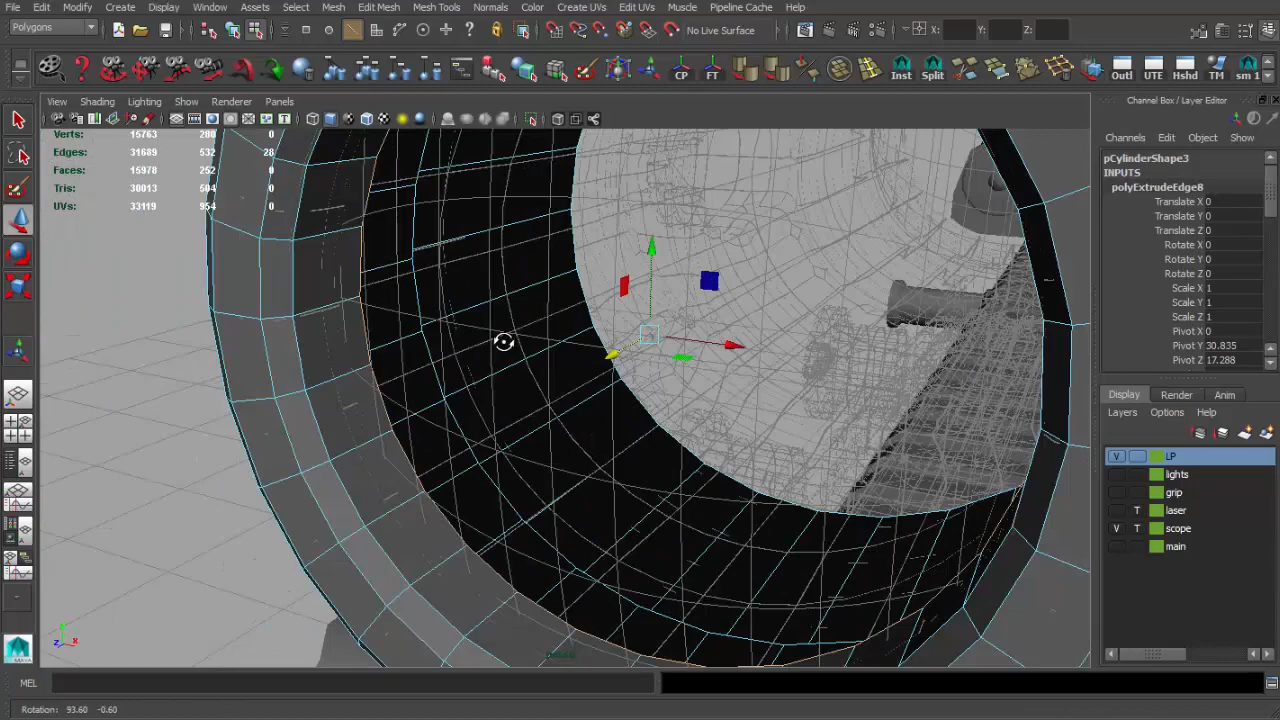 File Edit Modify Create Display Window Assets Select Mesh Edit Mesh Mesh Tools Normals Color Create UVs Edit UVs Muscle Pipeline Cache Help
Polygons
No Live Surface
X: Y: Z:
CP FT Inst Split Outl UTE Hshd TM sm 1
View Shading Lighting Show Renderer Panels
Channel Box / Layer Editor
Channels Edit Object Show
Verts: 15763 280 0
Edges: 31689 532 28
Faces: 15978 252 0
Tris: 30013 504 0
UVs: 33119 954 0
pCylinderShape3
INPUTS
polyExtrudeEdge8
Translate X 0
Translate Y 0
Translate Z 0
Rotate X 0
Rotate Y 0
Rotate Z 0
Scale X 1
Scale Y 1
Scale Z 1
Pivot X 0
Pivot Y 30.835
Pivot Z 17.288
Display Render Anim
Layers Options Help
V LP
lights
grip
T laser
V T scope
main
y x z
MAYA
MEL
Rotation: 93.60 -0.60